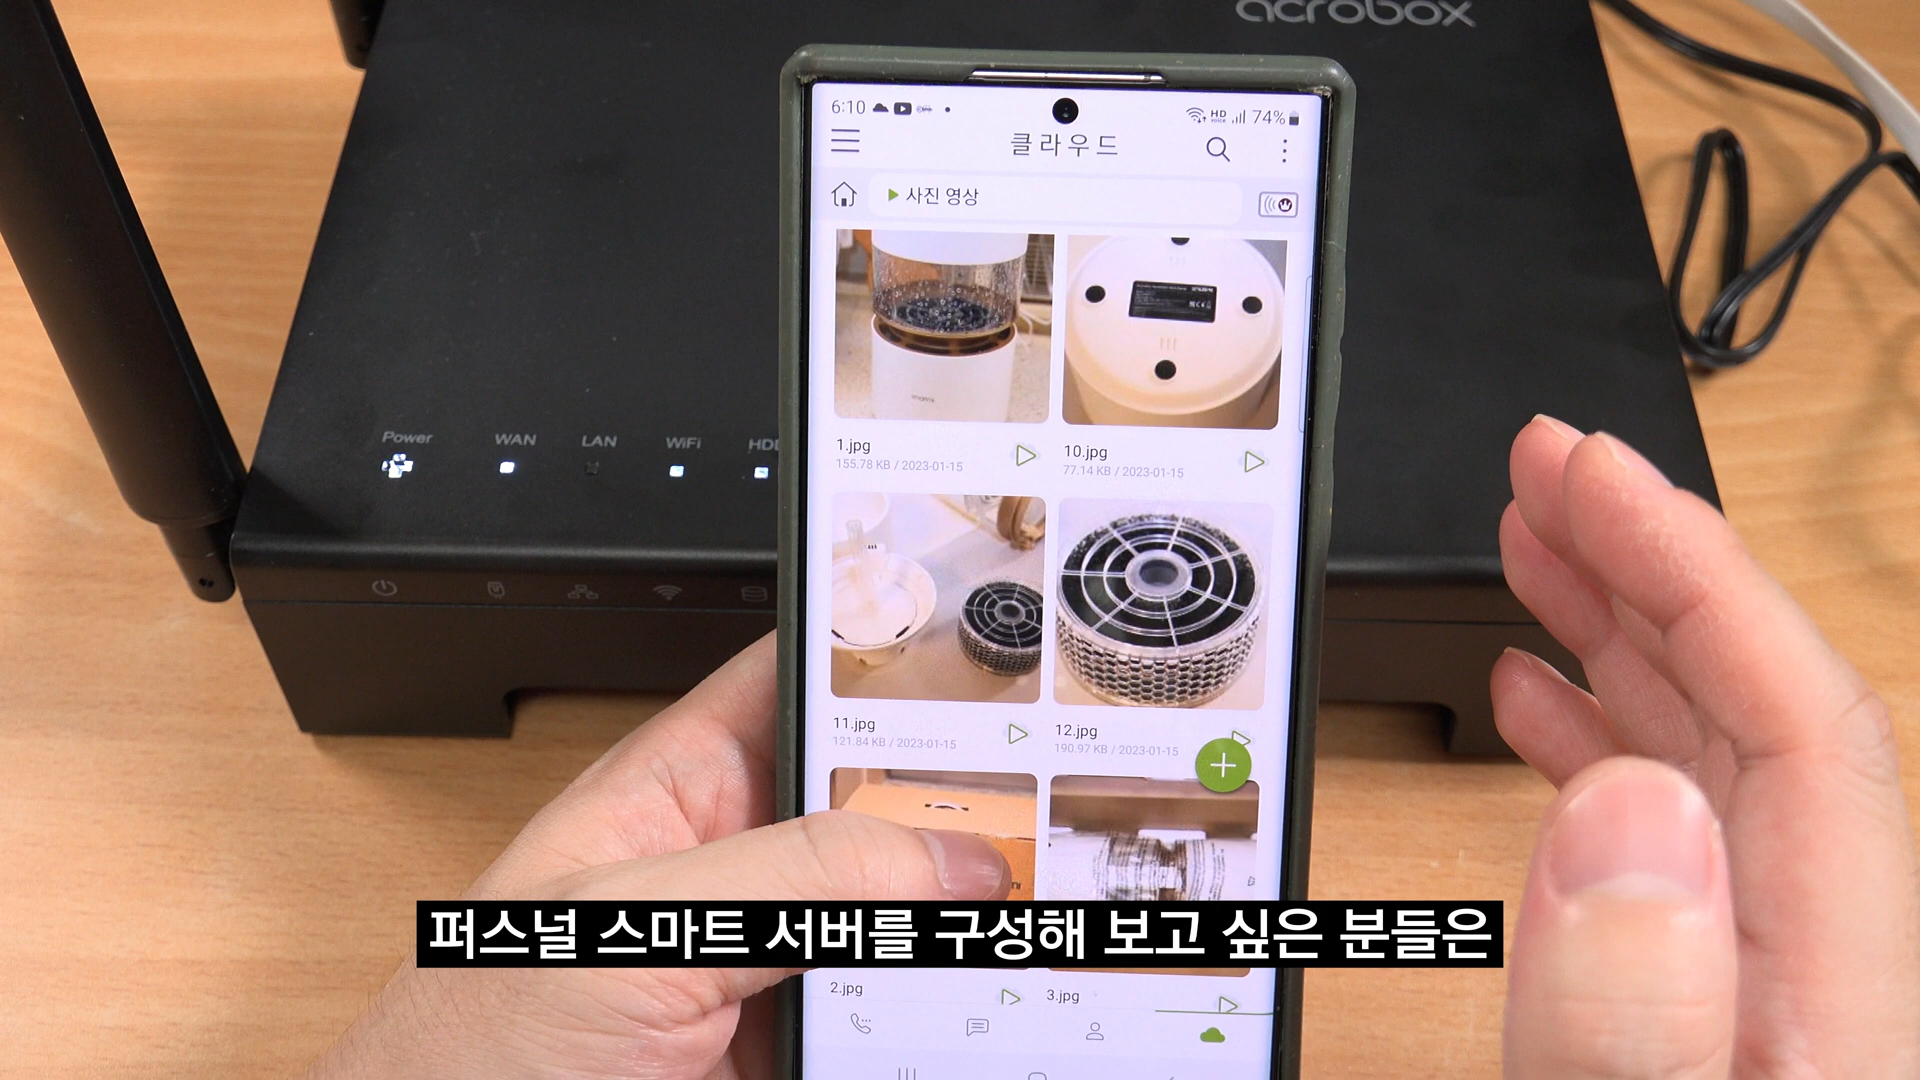 acrobox
6:10
HD voice 74%
클라우드
사진 영상
1.jpg
155.78 KB / 2023-01-15
10.jpg
77.14 KB / 2023-01-15
11.jpg
121.84 KB / 2023-01-15
12.jpg
190.97 KB / 2023-01-15
Power WAN LAN WiFi HDD
퍼스널 스마트 서버를 구성해 보고 싶은 분들은
2.jpg
3.jpg